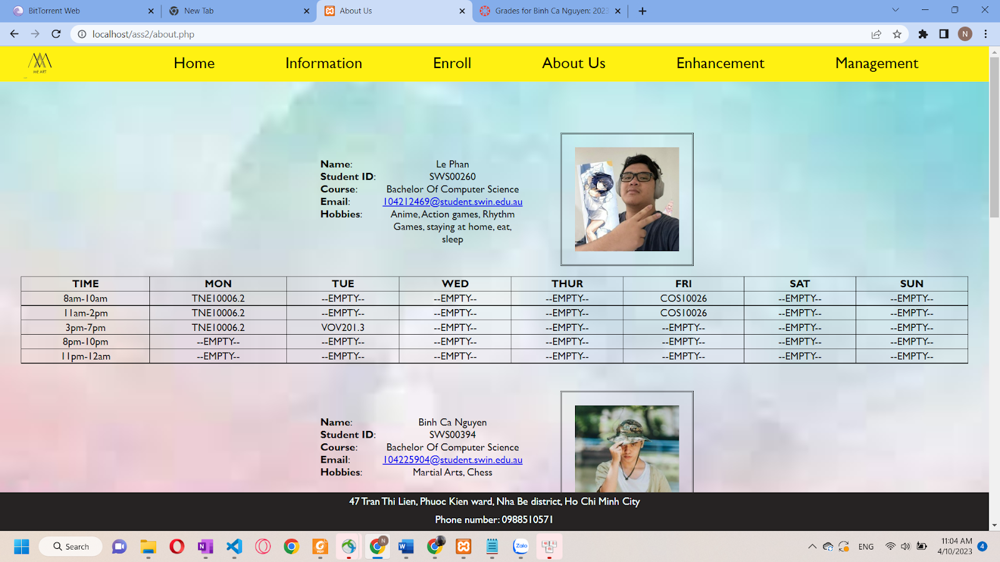 BitTorrent Web
New Tab
About Us
Grades for Binh Ca Nguyen: 2023
localhost/ass2/about.php
N
ME ART
Home
Information
Enroll
About Us
Enhancement
Management
Name: Le Phan
Student ID: SWS00260
Course: Bachelor Of Computer Science
Email: 104212469@student.swin.edu.au
Hobbies: Anime, Action games, Rhythm
Games, staying at home, eat,
sleep
TIME MON TUE WED THUR FRI SAT SUN
8am-10am TNE10006.2 --EMPTY-- --EMPTY-- --EMPTY-- COS10026 --EMPTY-- --EMPTY--
11am-2pm TNE10006.2 --EMPTY-- --EMPTY-- --EMPTY-- COS10026 --EMPTY-- --EMPTY--
3pm-7pm TNE10006.2 VOV201.3 --EMPTY-- --EMPTY-- --EMPTY-- --EMPTY-- --EMPTY--
8pm-10pm --EMPTY-- --EMPTY-- --EMPTY-- --EMPTY-- --EMPTY-- --EMPTY-- --EMPTY--
11pm-12am --EMPTY-- --EMPTY-- --EMPTY-- --EMPTY-- --EMPTY-- --EMPTY-- --EMPTY--
Name: Binh Ca Nguyen
Student ID: SWS00394
Course: Bachelor Of Computer Science
Email: 104225904@student.swin.edu.au
Hobbies: Martial Arts, Chess
47 Tran Thi Lien, Phuoc Kien ward, Nha Be district, Ho Chi Minh City
Phone number: 0988510571
Search
N
Zalo
ENG
11:04 AM
4/10/2023
4